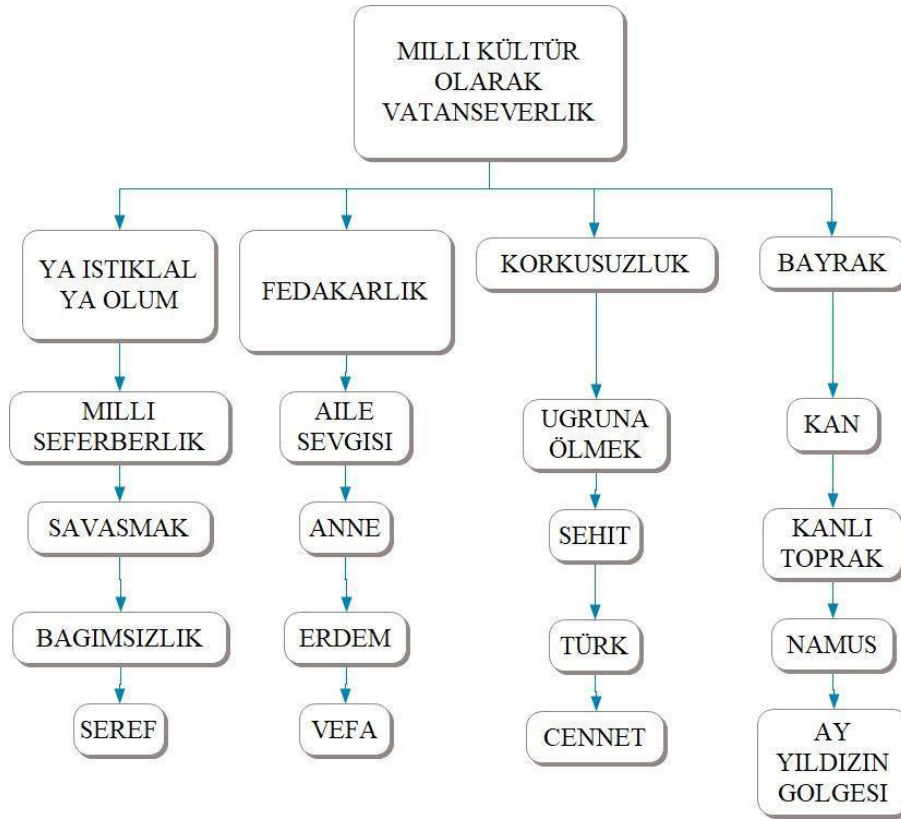 MILLI KÜLTÜR
OLARAK
VATANSEVERLIK
YA ISTIKLAL
YA OLUM
FEDAKARLIK
KORKUSUZLUK
BAYRAK
MILLI
SEFERBERLIK
AILE
SEVGISI
UGRUNA
ÖLMEK
KAN
SAVASMAK
ANNE
SEHIT
KANLI
TOPRAK
BAGIMSIZLIK
ERDEM
TÜRK
NAMUS
SEREF
VEFA
CENNET
AY
YILDIZIN
GOLGESI